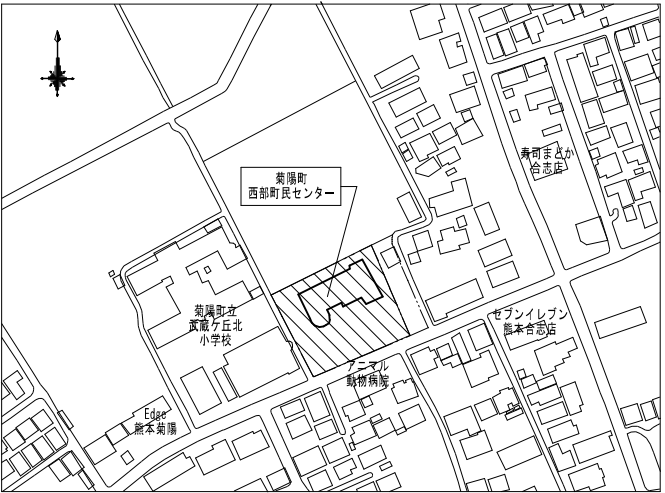 寿司まどか
合志店
菊陽町
西部町民センター
菊陽町立
武蔵ケ丘北
小学校
セブンイレブン
熊本合志店
アニマル
動物病院
Edge
熊本菊陽